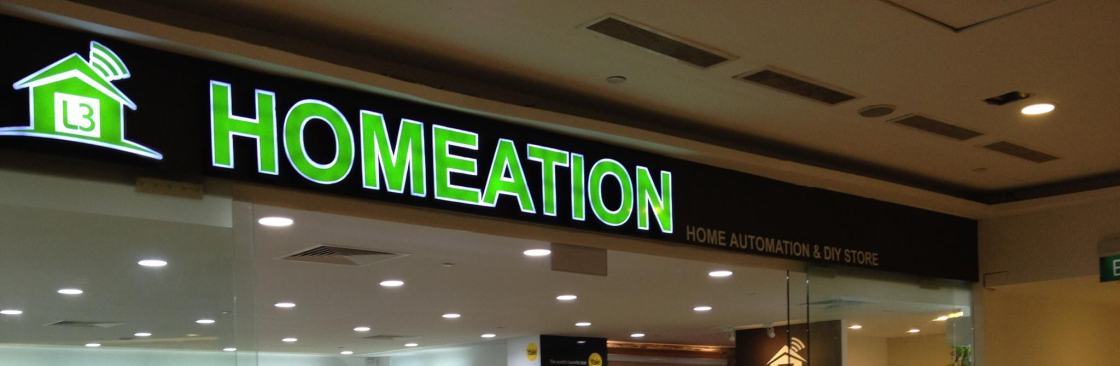 L3
HOMEATION
HOME AUTOMATION & DIY STORE